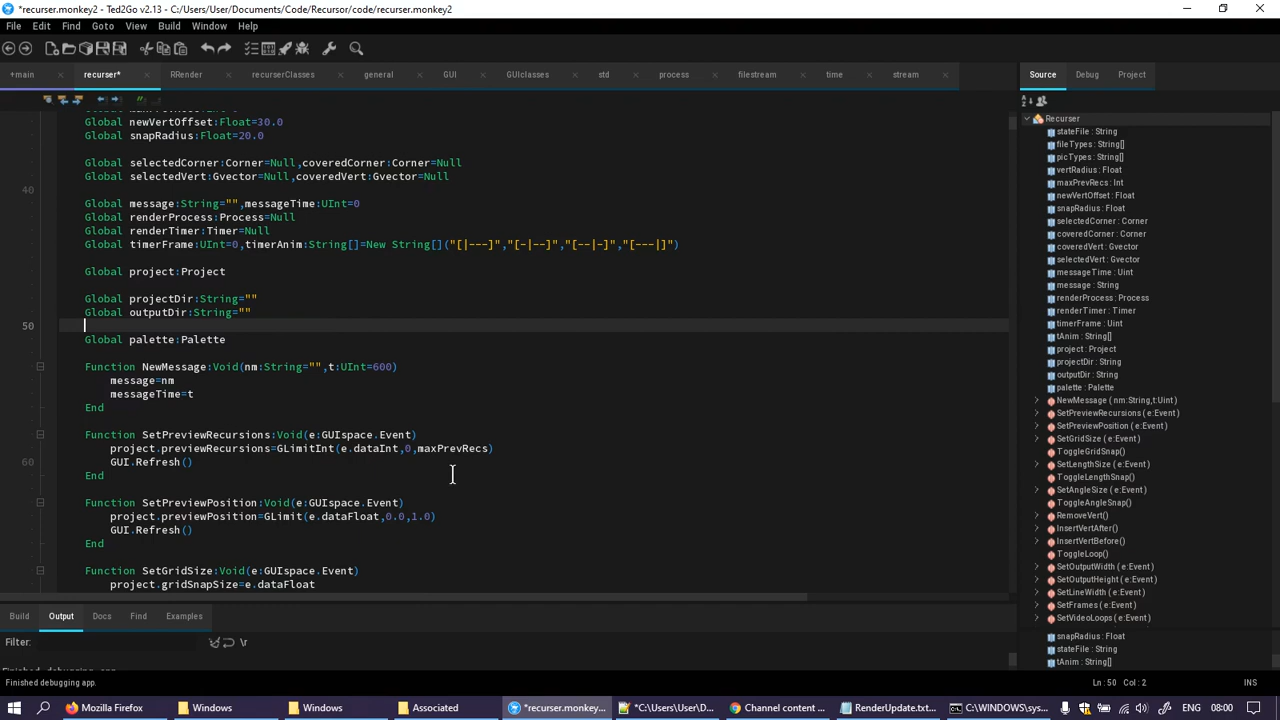 *recurser.monkey2 - C:/Users/User/Documents/Code/Recursor/code/recurser.monkey2 - Ted2Go v2.13
File Edit Find Goto View Build Window Help
+main × recurser* × RRender × recurserClasses × general × GUI × GUIclasses × std × process × filestream × time × stream ×
Source Debug Project
Global newVertOffset:Float=30.0
Global snapRadius:Float=20.0
Global selectedCorner:Corner=Null,coveredCorner:Corner=Null
Global selectedVert:Gvector=Null,coveredVert:Gvector=Null
40
Global message:String="",messageTime:UInt=0
Global renderProcess:Process=Null
Global renderTimer:Timer=Null
Global timerFrame:UInt=0,timerAnim:String[]=New String[]("[|---]","[-|--]","[--|-]","[---|]")
Global project:Project
Global projectDir:String=""
Global outputDir:String=""
50
Global palette:Palette
Function NewMessage:Void(nm:String="",t:UInt=600)
message=nm
messageTime=t
End
Function SetPreviewRecursions:Void(e:GUIspace.Event)
project.previewRecursions=GLimitInt(e.dataInt,0,maxPrevRecs)
60 GUI.Refresh()
End
Function SetPreviewPosition:Void(e:GUIspace.Event)
project.previewPosition=GLimit(e.dataFloat,0.0,1.0)
GUI.Refresh()
End
Function SetGridSize:Void(e:GUIspace.Event)
project.gridSnapSize=e.dataFloat
Recurser
stateFile : String
fileTypes : String[]
picTypes : String[]
vertRadius : Float
maxPrevRecs : Int
newVertOffset : Float
snapRadius : Float
selectedCorner : Corner
coveredCorner : Corner
coveredVert : Gvector
selectedVert : Gvector
messageTime : Uint
message : String
renderProcess : Process
renderTimer : Timer
timerFrame : Uint
tAnim : String[]
project : Project
projectDir : String
outputDir : String
palette : Palette
NewMessage ( nm:String,t:Uint )
SetPreviewRecursions ( e:Event )
SetPreviewPosition ( e:Event )
SetGridSize ( e:Event )
ToggleGridSnap()
SetLengthSize ( e:Event )
ToggleLengthSnap()
SetAngleSize ( e:Event )
ToggleAngleSnap()
RemoveVert()
InsertVertAfter()
InsertVertBefore()
ToggleLoop()
SetOutputWidth ( e:Event )
SetOutputHeight ( e:Event )
SetLineWidth ( e:Event )
SetFrames ( e:Event )
SetVideoLoops ( e:Event )
snapRadius : Float
stateFile : String
tAnim : String[]
Build Output Docs Find Examples
Filter: \r
Finished debugging app.
Ln : 50 Col : 2 INS
Mozilla Firefox Windows Windows Associated *recurser.monkey... *C:\Users\User\D... Channel content -... RenderUpdate.txt... C:\WINDOWS\sy... 08:00